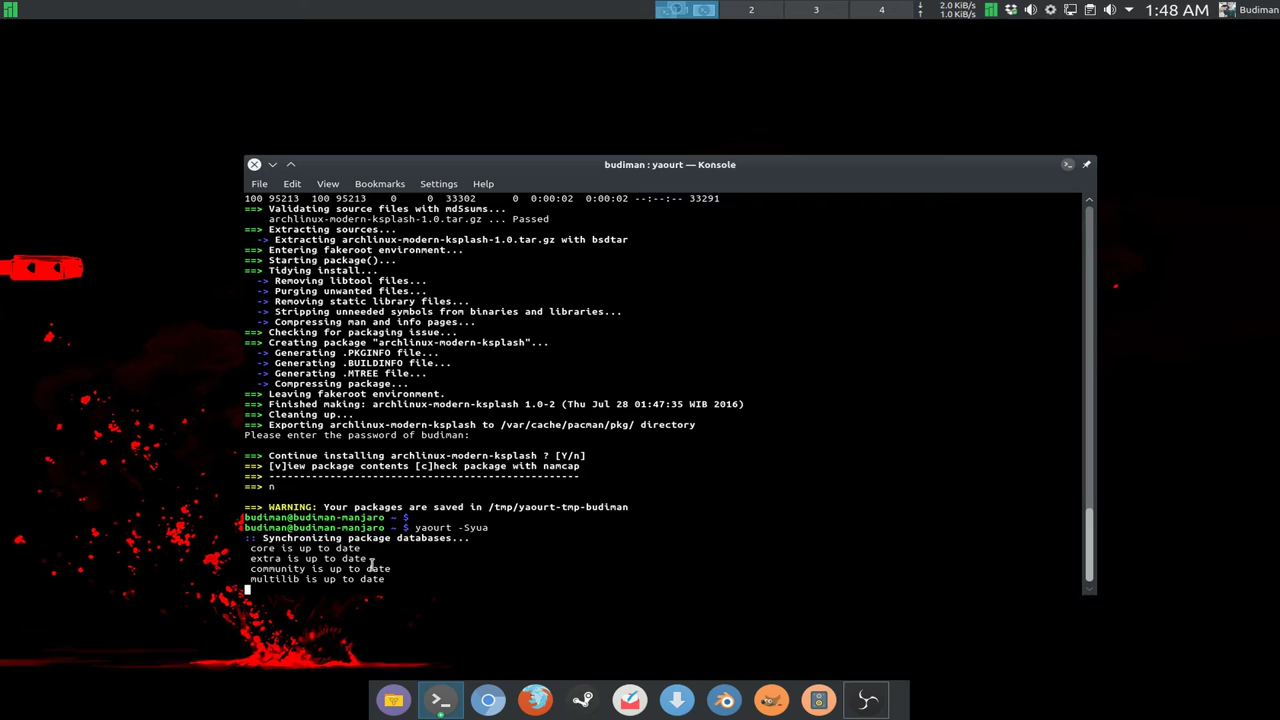 2 3 4 2.0 KiB/s 1.0 KiB/s 1:48 AM Budiman
budiman : yaourt — Konsole
File Edit View Bookmarks Settings Help
100 95213  100 95213    0     0  33302      0  0:00:02  0:00:02 --:--:-- 33291
==> Validating source files with md5sums...
archlinux-modern-ksplash-1.0.tar.gz ... Passed
==> Extracting sources...
-> Extracting archlinux-modern-ksplash-1.0.tar.gz with bsdtar
==> Entering fakeroot environment...
==> Starting package()...
==> Tidying install...
-> Removing libtool files...
-> Purging unwanted files...
-> Removing static library files...
-> Stripping unneeded symbols from binaries and libraries...
-> Compressing man and info pages...
==> Checking for packaging issue...
==> Creating package "archlinux-modern-ksplash"...
-> Generating .PKGINFO file...
-> Generating .BUILDINFO file...
-> Generating .MTREE file...
-> Compressing package...
==> Leaving fakeroot environment.
==> Finished making: archlinux-modern-ksplash 1.0-2 (Thu Jul 28 01:47:35 WIB 2016)
==> Cleaning up...
==> Exporting archlinux-modern-ksplash to /var/cache/pacman/pkg/ directory
Please enter the password of budiman:
==> Continue installing archlinux-modern-ksplash ? [Y/n]
==> [v]iew package contents [c]heck package with namcap
==> ---------------------------------------------------
==> n
==> WARNING: Your packages are saved in /tmp/yaourt-tmp-budiman
budiman@budiman-manjaro ~ $
budiman@budiman-manjaro ~ $ yaourt -Syua
:: Synchronizing package databases...
core is up to date
extra is up to date
community is up to date
multilib is up to date